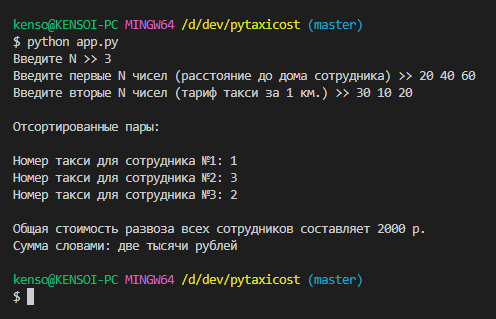 kenso@KENSOI-PC MINGW64 /d/dev/pytaxicost (master)
$ python app.py
Введите N >> 3
Введите первые N чисел (расстояние до дома сотрудника) >> 20 40 60
Введите вторые N чисел (тариф такси за 1 км.) >> 30 10 20
Отсортированные пары:
Номер такси для сотрудника №1: 1
Номер такси для сотрудника №2: 3
Номер такси для сотрудника №3: 2
Общая стоимость развоза всех сотрудников составляет 2000 р.
Сумма словами: две тысячи рублей
kenso@KENSOI-PC MINGW64 /d/dev/pytaxicost (master)
$